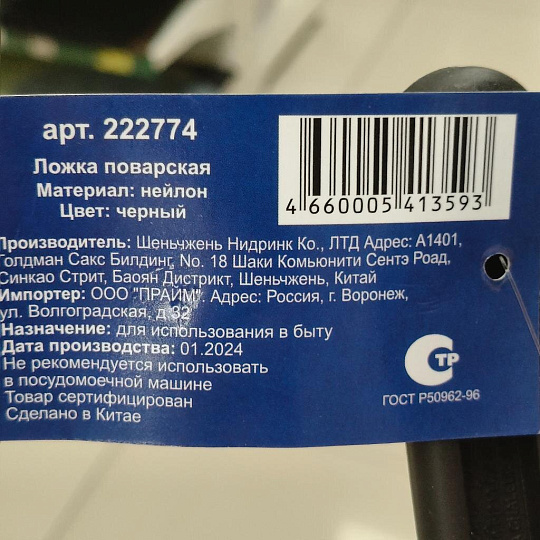 арт. 222774
Ложка поварская
Материал: нейлон
Цвет: черный
4 660005 413593
Производитель: Шеньчжень Нидринк Ко., ЛТД Адрес: А1401,
Голдман Сакс Билдинг, No. 18 Шаки Комьюнити Сентэ Роад,
Синкао Стрит, Баоян Дистрикт, Шеньчжень, Китай
Импортер: ООО "ПРАЙМ". Адрес: Россия, г. Воронеж,
ул. Волгоградская, д.32
Назначение: для использования в быту
Дата производства: 01.2024
Не рекомендуется использовать
в посудомоечной машине
Товар сертифицирован
Сделано в Китае
СТР
ГОСТ Р50962-96